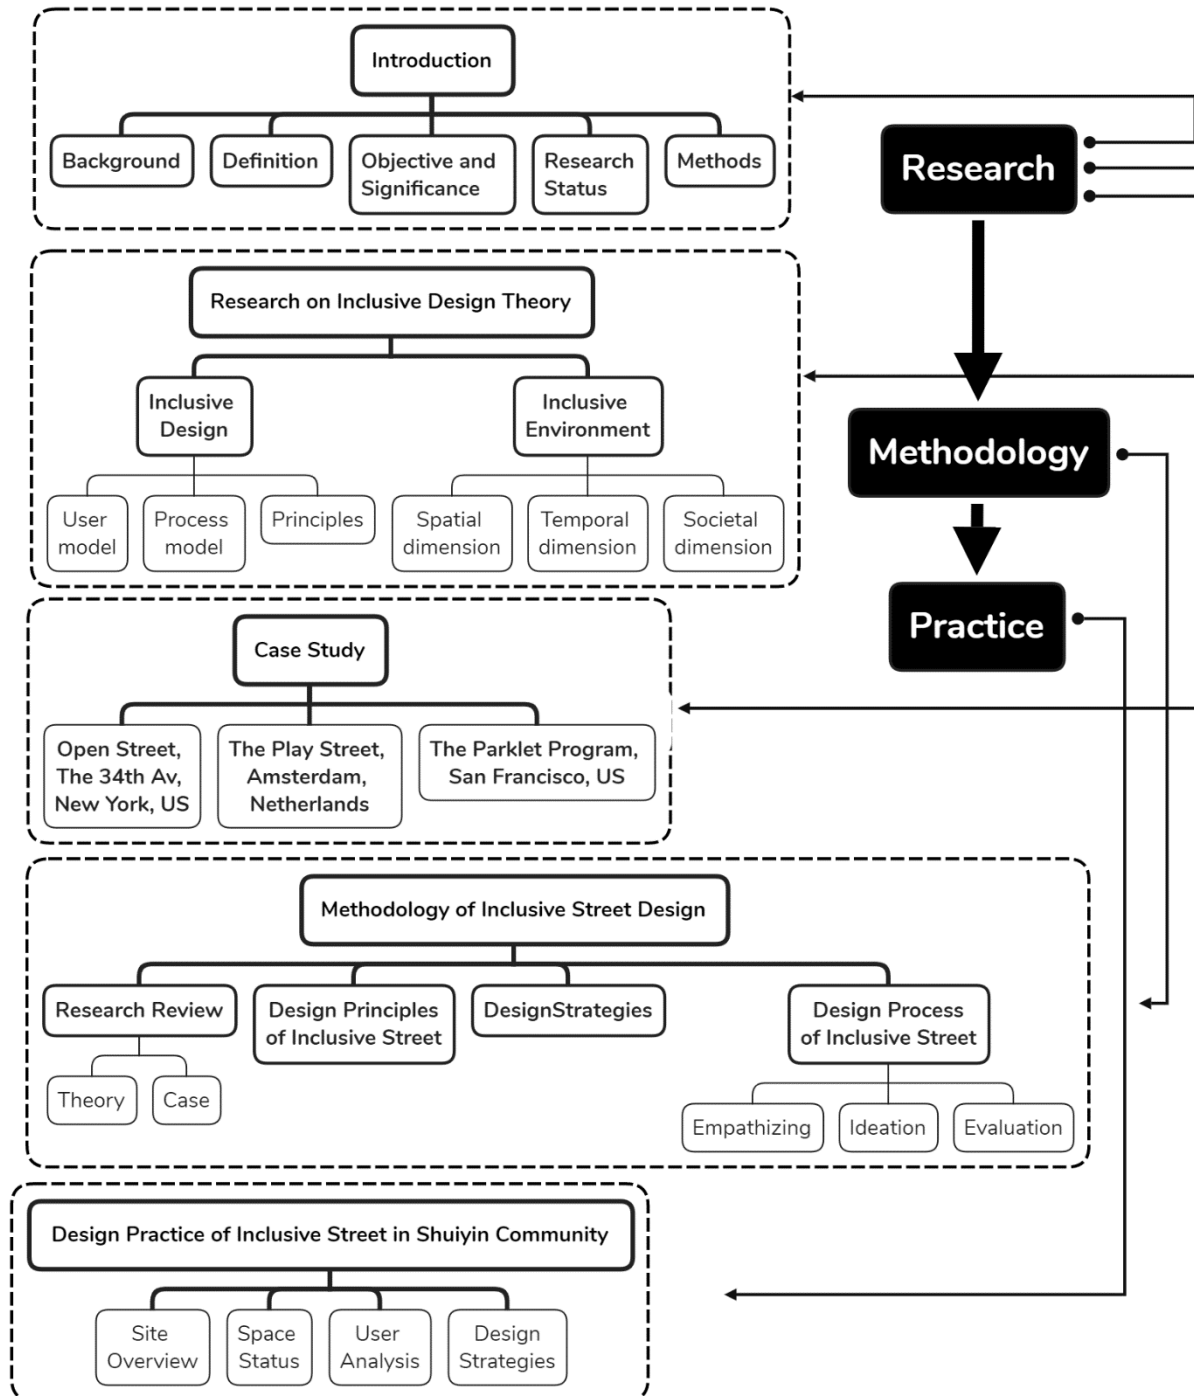 Introduction
Background
Definition
Objective and
Significance
Research
Status
Methods
Research
Research on Inclusive Design Theory
Inclusive
Design
Inclusive
Environment
User
model
Process
model
Principles
Spatial
dimension
Temporal
dimension
Societal
dimension
Methodology
Practice
Case Study
Open Street,
The 34th Av,
New York, US
The Play Street,
Amsterdam,
Netherlands
The Parklet Program,
San Francisco, US
Methodology of Inclusive Street Design
Research Review
Design Principles
of Inclusive Street
DesignStrategies
Design Process
of Inclusive Street
Theory
Case
Empathizing
Ideation
Evaluation
Design Practice of Inclusive Street in Shuiyin Community
Site
Overview
Space
Status
User
Analysis
Design
Strategies